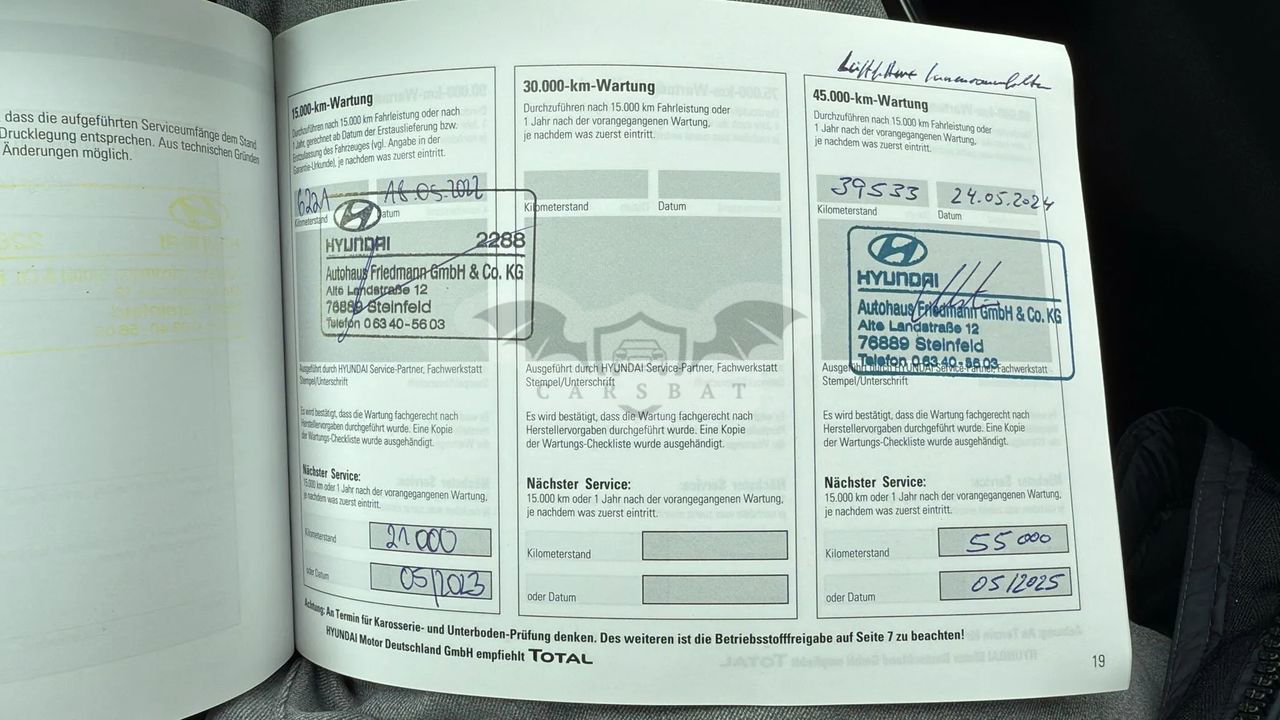 dass die aufgeführten Serviceumfänge dem Stand
Drucklegung entsprechen. Aus technischen Gründen
Änderungen möglich.
15.000-km-Wartung
Durchzuführen nach 15.000 km Fahrleistung oder nach
1 Jahr, gerechnet ab Datum der Erstauslieferung bzw.
Erstzulassung des Fahrzeuges (vgl. Angabe in der
Garantie-Urkunde), je nachdem was zuerst eintritt.
6221 18.05.2022
Kilometerstand Datum
HYUNDAI 2288
Autohaus Friedmann GmbH & Co. KG
Alte Landstraße 12
76889 Steinfeld
Telefon 0 63 40 - 56 03
Ausgeführt durch HYUNDAI Service-Partner, Fachwerkstatt
Stempel/Unterschrift
Es wird bestätigt, dass die Wartung fachgerecht nach
Herstellervorgaben durchgeführt wurde. Eine Kopie
der Wartungs-Checkliste wurde ausgehändigt.
Nächster Service:
15.000 km oder 1 Jahr nach der vorangegangenen Wartung,
je nachdem was zuerst eintritt.
Kilometerstand 21000
oder Datum 05/2023
30.000-km-Wartung
Durchzuführen nach 15.000 km Fahrleistung oder
1 Jahr nach der vorangegangenen Wartung,
je nachdem was zuerst eintritt.
Kilometerstand Datum
CARSBAT
Ausgeführt durch HYUNDAI Service-Partner, Fachwerkstatt
Stempel/Unterschrift
Es wird bestätigt, dass die Wartung fachgerecht nach
Herstellervorgaben durchgeführt wurde. Eine Kopie
der Wartungs-Checkliste wurde ausgehändigt.
Nächster Service:
15.000 km oder 1 Jahr nach der vorangegangenen Wartung,
je nachdem was zuerst eintritt.
Kilometerstand
oder Datum
45.000-km-Wartung
Durchzuführen nach 15.000 km Fahrleistung oder
1 Jahr nach der vorangegangenen Wartung,
je nachdem was zuerst eintritt.
39533 24.05.2024
Kilometerstand Datum
HYUNDAI
Autohaus Friedmann GmbH & Co. KG
Alte Landstraße 12
76889 Steinfeld
Telefon 0 63 40 - 56 03
Ausgeführt durch HYUNDAI Service-Partner, Fachwerkstatt
Stempel/Unterschrift
Es wird bestätigt, dass die Wartung fachgerecht nach
Herstellervorgaben durchgeführt wurde. Eine Kopie
der Wartungs-Checkliste wurde ausgehändigt.
Nächster Service:
15.000 km oder 1 Jahr nach der vorangegangenen Wartung,
je nachdem was zuerst eintritt.
Kilometerstand 55000
oder Datum 05/2025
Achtung: An Termin für Karosserie- und Unterboden-Prüfung denken. Des weiteren ist die Betriebsstofffreigabe auf Seite 7 zu beachten!
HYUNDAI Motor Deutschland GmbH empfiehlt TOTAL
19